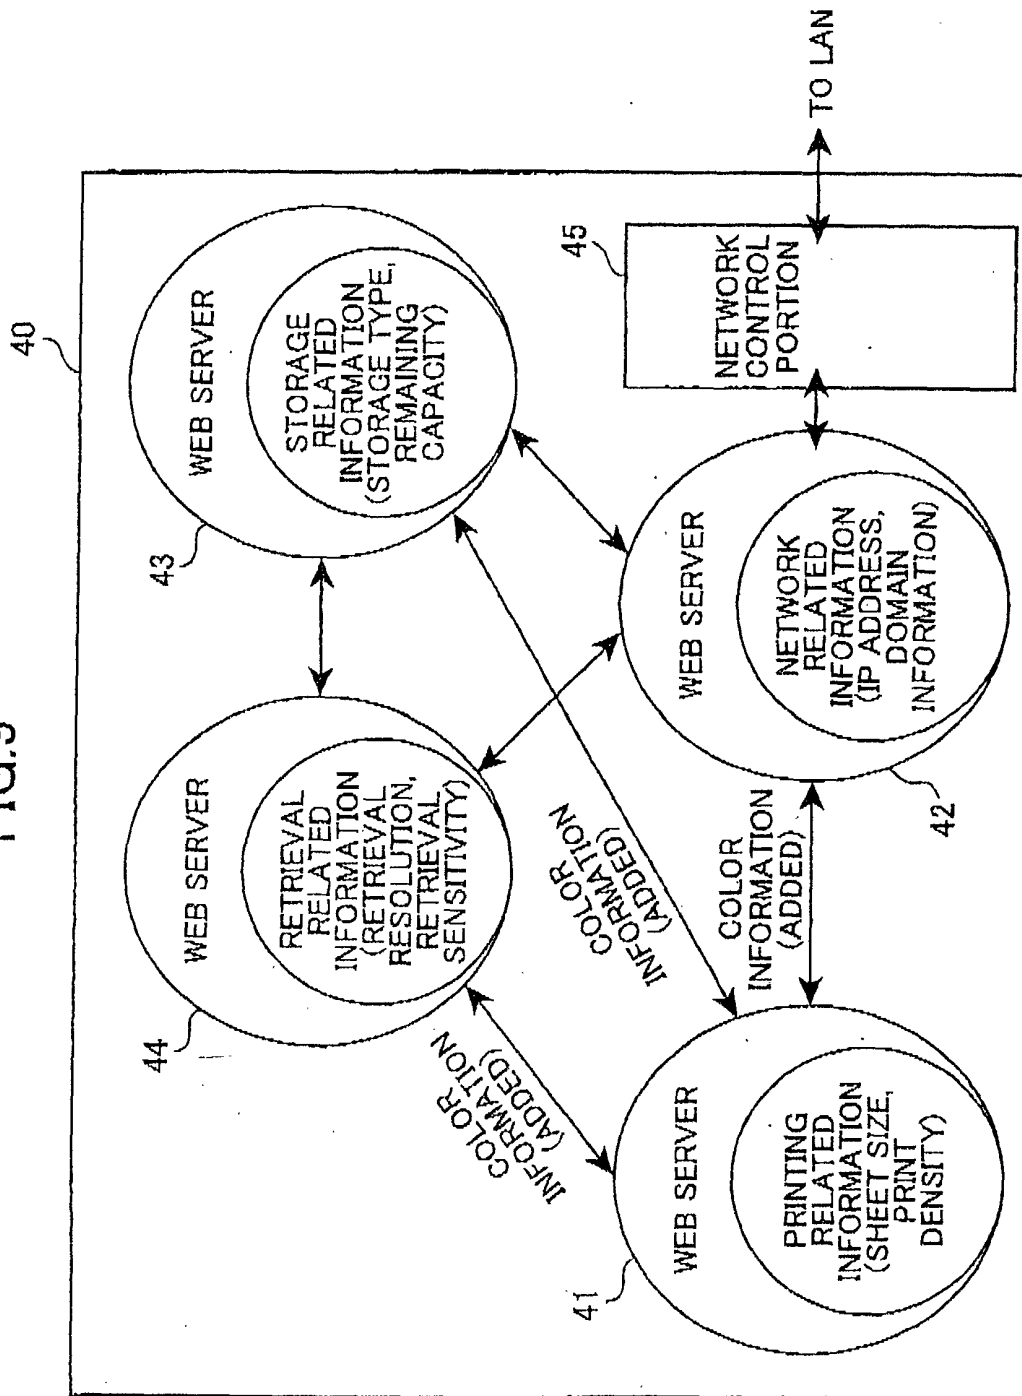 40
44
WEB SERVER
RETRIEVAL
RELATED
INFORMATION
(RETRIEVAL
RESOLUTION,
RETRIEVAL
SENSITIVITY)
43
WEB SERVER
STORAGE
RELATED
INFORMATION
(STORAGE TYPE,
REMAINING
CAPACITY)
COLOR
INFORMATION
(ADDED)
COLOR
INFORMATION
(ADDED)
41
WEB SERVER
PRINTING
RELATED
INFORMATION
(SHEET SIZE,
PRINT
DENSITY)
COLOR
INFORMATION
(ADDED)
42
WEB SERVER
NETWORK
RELATED
INFORMATION
(IP ADDRESS,
DOMAIN
INFORMATION)
45
NETWORK
CONTROL
PORTION
TO LAN